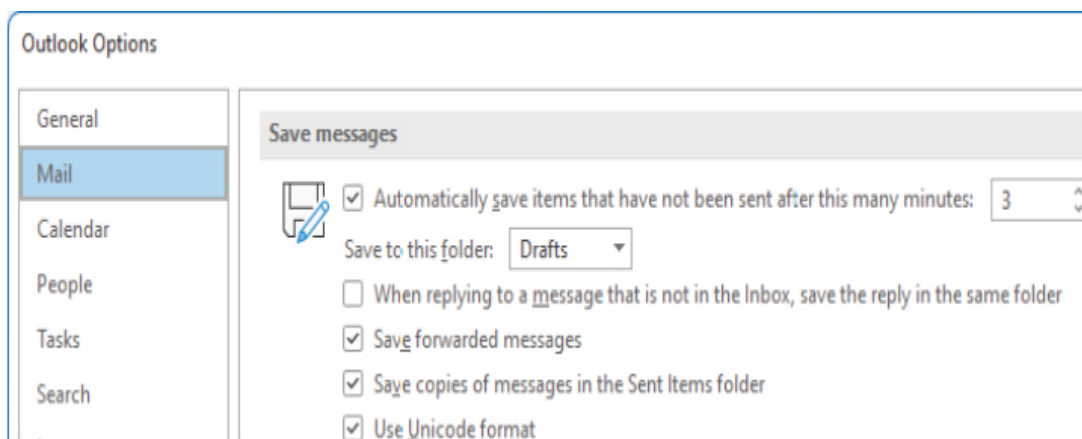 Outlook Options
General
Mail
Calendar
People
Tasks
Search
Save messages
Automatically save items that have not been sent after this many minutes: 3
Save to this folder: Drafts
When replying to a message that is not in the Inbox, save the reply in the same folder
Save forwarded messages
Save copies of messages in the Sent Items folder
Use Unicode format